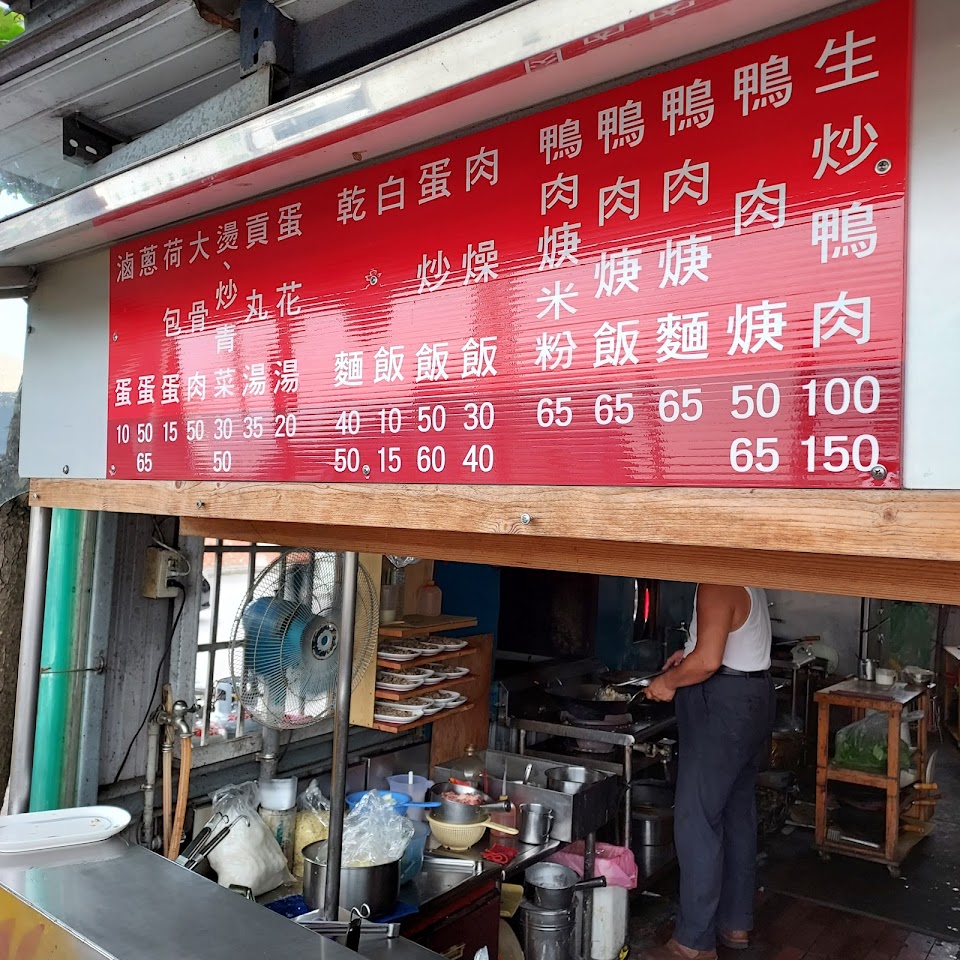 生炒鴨肉 100 150
鴨肉焿 50 65
鴨肉焿麵 65
鴨肉焿飯 65
鴨肉焿米粉 65
肉燥飯 30 40
蛋炒飯 50 60
白飯 10 15
乾麵 40 50
蛋花湯 20
貢丸湯 35
燙、炒青菜 30 50
大骨肉 50
荷包蛋 15
蔥蛋 50 65
滷蛋 10